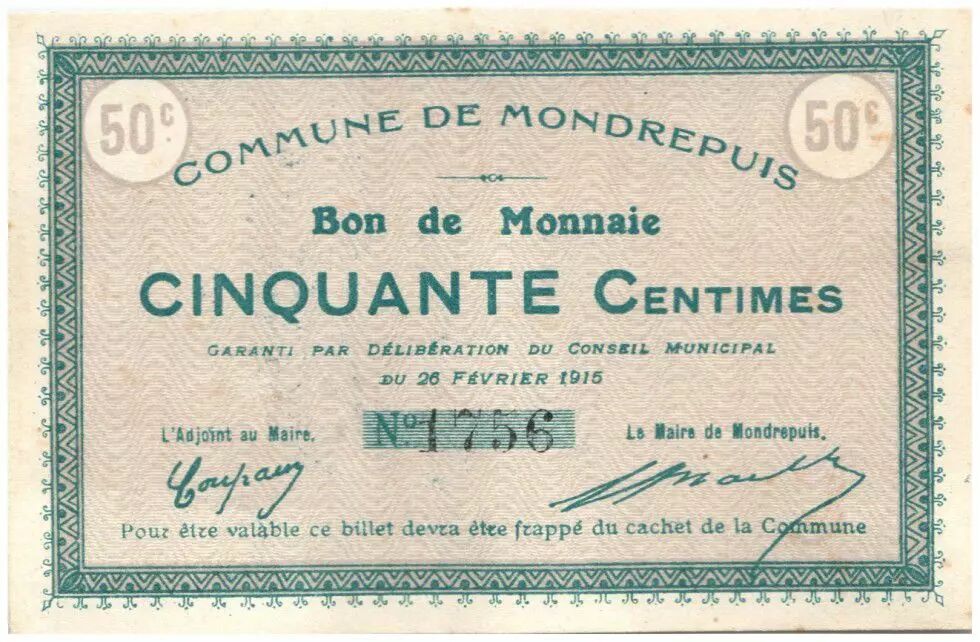 50c
50c
COMMUNE DE MONDREPUIS
Bon de Monnaie
CINQUANTE CENTIMES
GARANTI PAR DÉLIBÉRATION DU CONSEIL MUNICIPAL
DU 26 FÉVRIER 1915
L'Adjoint au Maire.
No 1756
Le Maire de Mondrepuis.
Pour être valable ce billet devra être frappé du cachet de la Commune